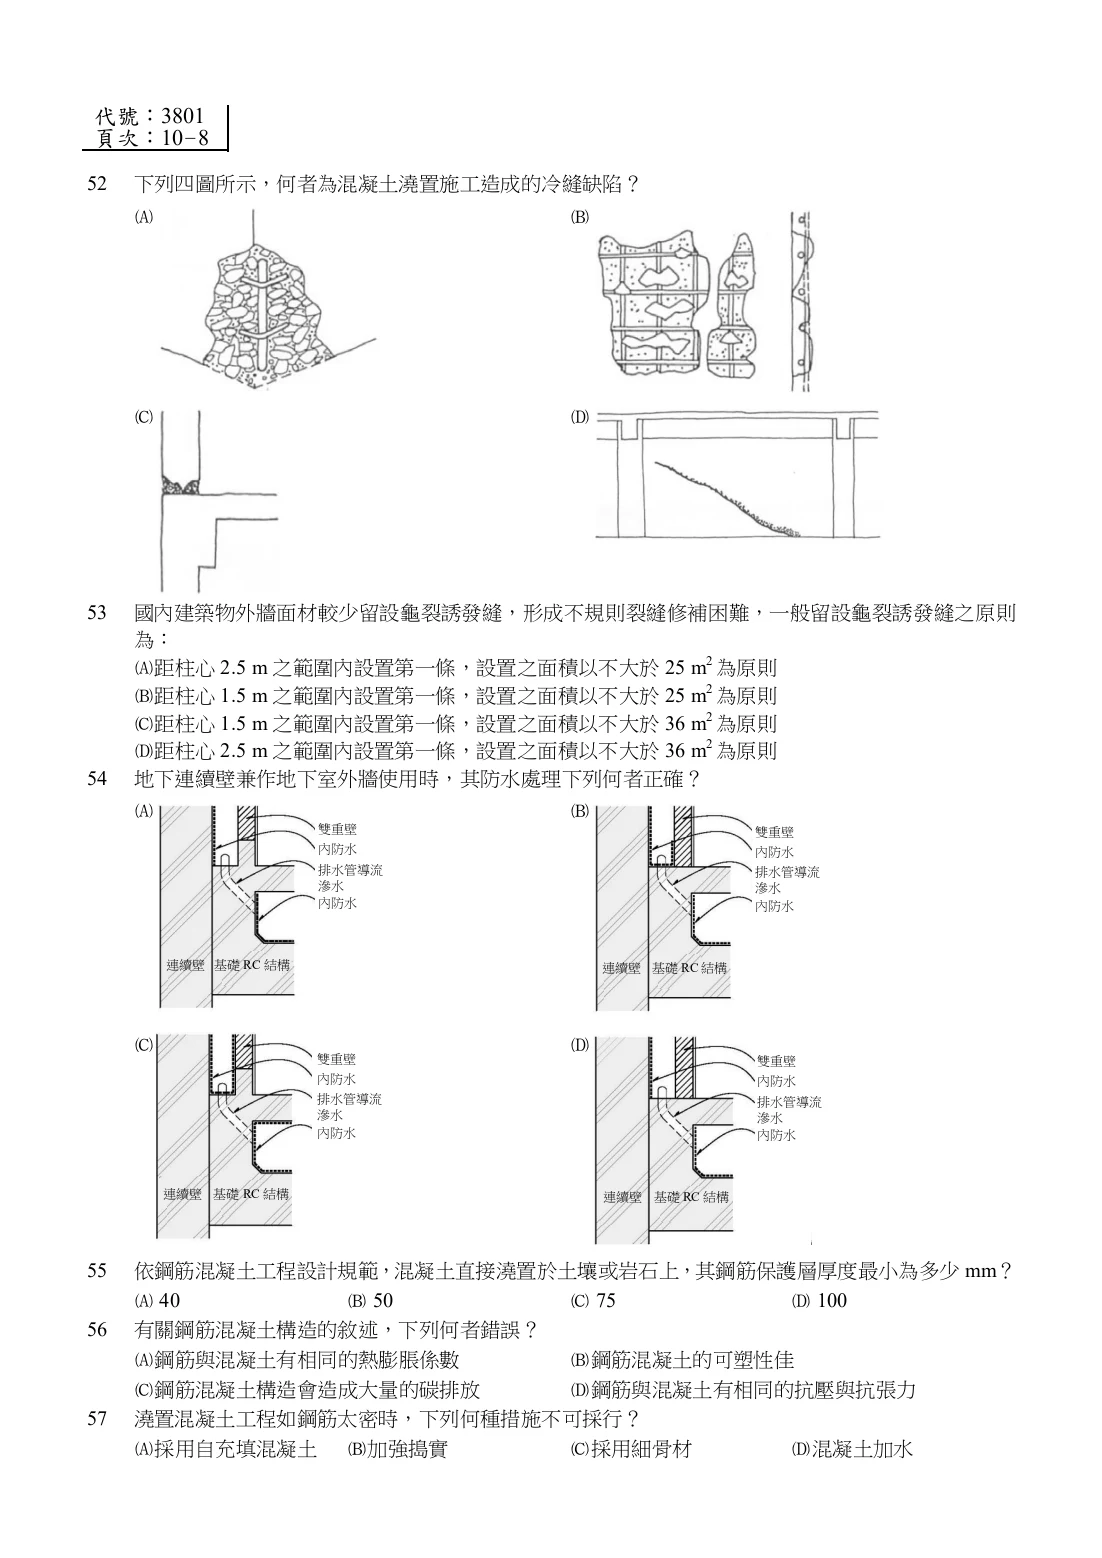 代號：3801
頁次：10－8
52 下列四圖所示，何者為混凝土澆置施工造成的冷縫缺陷？
(A) (B)
(C) (D)
53 國內建築物外牆面材較少留設龜裂誘發縫，形成不規則裂縫修補困難，一般留設龜裂誘發縫之原則
為：
(A)距柱心 2.5 m 之範圍內設置第一條，設置之面積以不大於 25 m² 為原則
(B)距柱心 1.5 m 之範圍內設置第一條，設置之面積以不大於 25 m² 為原則
(C)距柱心 1.5 m 之範圍內設置第一條，設置之面積以不大於 36 m² 為原則
(D)距柱心 2.5 m 之範圍內設置第一條，設置之面積以不大於 36 m² 為原則
54 地下連續壁兼作地下室外牆使用時，其防水處理下列何者正確？
(A)
雙重壁
內防水
排水管導流
滲水
內防水
連續壁 基礎 RC 結構
(B)
雙重壁
內防水
排水管導流
滲水
內防水
連續壁 基礎 RC 結構
(C)
雙重壁
內防水
排水管導流
滲水
內防水
連續壁 基礎 RC 結構
(D)
雙重壁
內防水
排水管導流
滲水
內防水
連續壁 基礎 RC 結構
55 依鋼筋混凝土工程設計規範，混凝土直接澆置於土壤或岩石上，其鋼筋保護層厚度最小為多少 mm？
(A) 40 (B) 50 (C) 75 (D) 100
56 有關鋼筋混凝土構造的敘述，下列何者錯誤？
(A)鋼筋與混凝土有相同的熱膨脹係數 (B)鋼筋混凝土的可塑性佳
(C)鋼筋混凝土構造會造成大量的碳排放 (D)鋼筋與混凝土有相同的抗壓與抗張力
57 澆置混凝土工程如鋼筋太密時，下列何種措施不可採行？
(A)採用自充填混凝土 (B)加強搗實 (C)採用細骨材 (D)混凝土加水